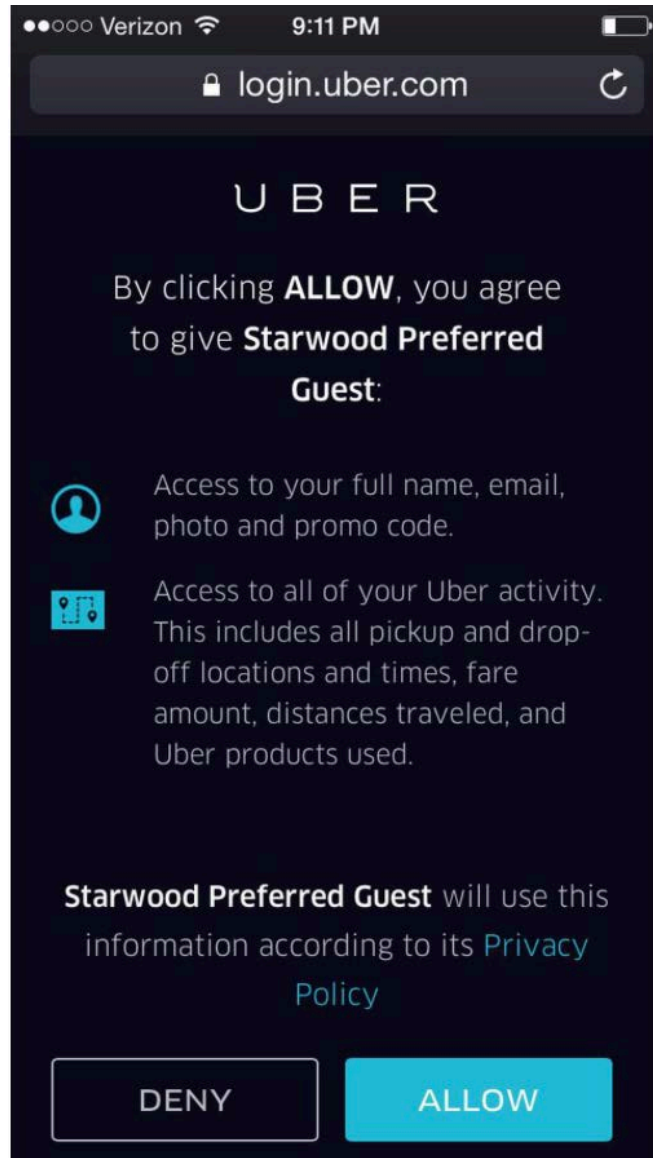 Verizon 9:11 PM
login.uber.com
UBER
By clicking ALLOW, you agree
to give Starwood Preferred
Guest:
Access to your full name, email,
photo and promo code.
Access to all of your Uber activity.
This includes all pickup and drop-
off locations and times, fare
amount, distances traveled, and
Uber products used.
Starwood Preferred Guest will use this
information according to its Privacy
Policy
DENY ALLOW